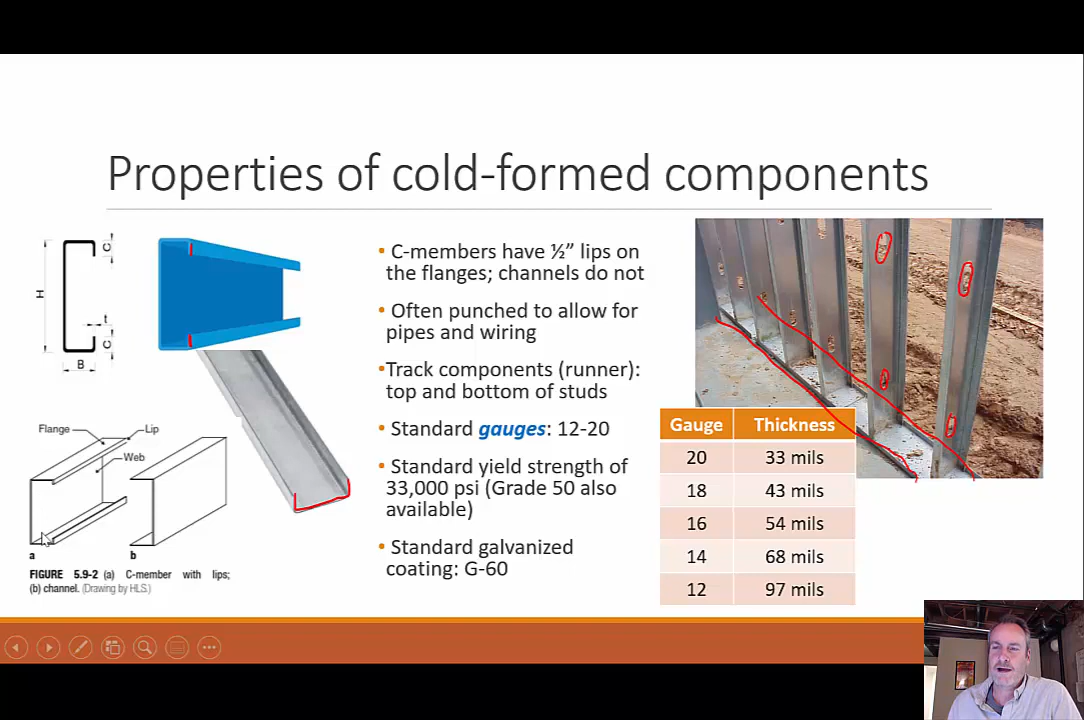 Properties of cold-formed components
C
H
t
C
B
Flange
Lip
Web
a
b
FIGURE 5.9-2 (a) C-member with lips;
(b) channel. (Drawing by HLS.)
• C-members have ½” lips on
the flanges; channels do not
• Often punched to allow for
pipes and wiring
•Track components (runner):
top and bottom of studs
• Standard gauges: 12-20
• Standard yield strength of
33,000 psi (Grade 50 also
available)
• Standard galvanized
coating: G-60
Gauge Thickness
20 33 mils
18 43 mils
16 54 mils
14 68 mils
12 97 mils